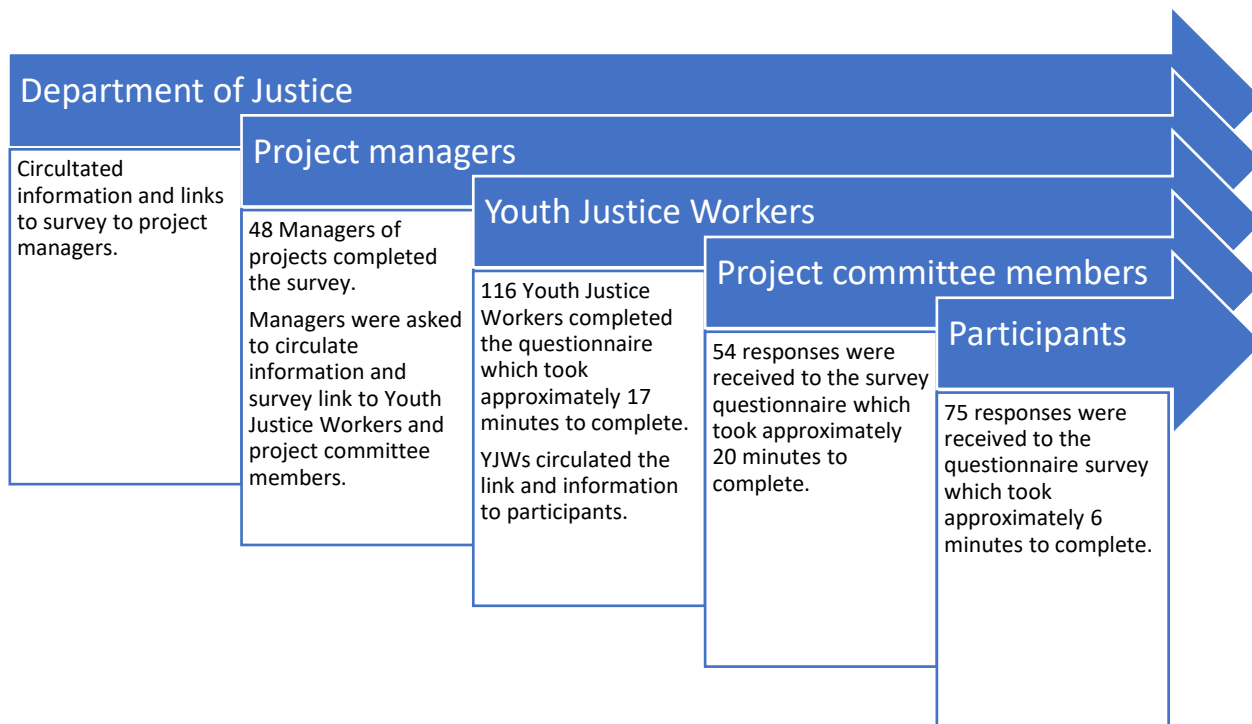 Department of Justice
Circultated
information and links
to survey to project
managers.
Project managers
48 Managers of
projects completed
the survey.
Managers were asked
to circulate
information and
survey link to Youth
Justice Workers and
project committee
members.
Youth Justice Workers
116 Youth Justice
Workers completed
the questionnaire
which took
approximately 17
minutes to complete.
YJWs circulated the
link and information
to participants.
Project committee members
54 responses were
received to the survey
questionnaire which
took approximately
20 minutes to
complete.
Participants
75 responses were
received to the
questionnaire survey
which took
approximately 6
minutes to complete.